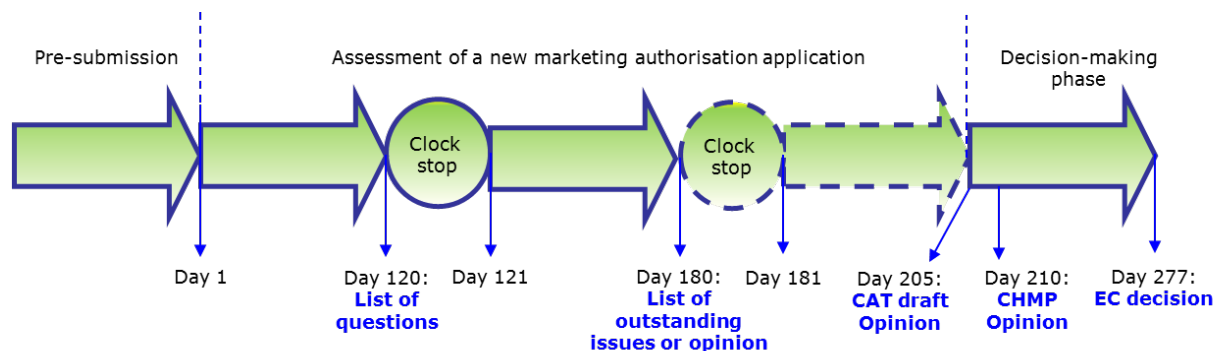 Pre-submission
Assessment of a new marketing authorisation application
Decision-making
phase
Clock
stop
Clock
stop
Day 1
Day 120:
List of
questions
Day 121
Day 180:
List of
outstanding
issues or opinion
Day 181
Day 205:
CAT draft
Opinion
Day 210:
CHMP
Opinion
Day 277:
EC decision